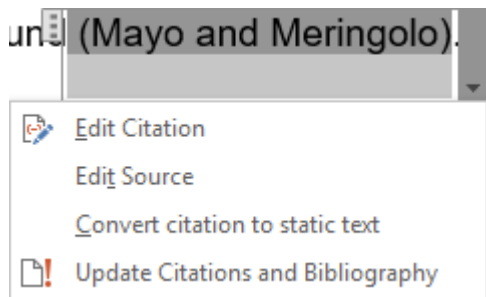 (Mayo and Meringolo).
Edit Citation
Edit Source
Convert citation to static text
Update Citations and Bibliography